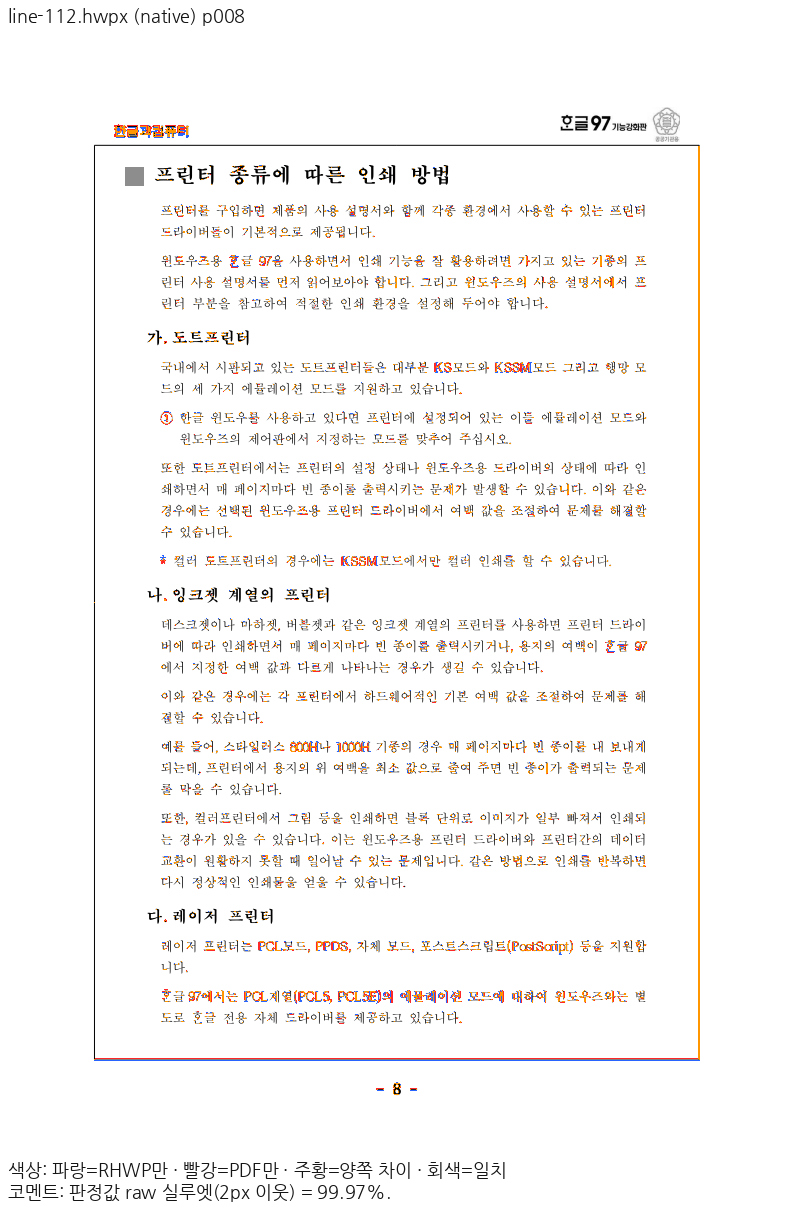 line-112.hwpx (native) p008
한글과컴퓨터
한글97기능강화판
공공기관용
프린터 종류에 따른 인쇄 방법
프린터를 구입하면 제품의 사용 설명서와 함께 각종 환경에서 사용할 수 있는 프린터
드라이버들이 기본적으로 제공됩니다.
윈도우즈용 한글 97을 사용하면서 인쇄 기능을 잘 활용하려면 가지고 있는 기종의 프
린터 사용 설명서를 먼저 읽어보아야 합니다. 그리고 윈도우즈의 사용 설명서에서 프
린터 부분을 참고하여 적절한 인쇄 환경을 설정해 두어야 합니다.
가. 도트프린터
국내에서 시판되고 있는 도트프린터들은 대부분 KS모드와 KSSM모드 그리고 행망 모
드의 세 가지 에뮬레이션 모드를 지원하고 있습니다.
① 한글 윈도우를 사용하고 있다면 프린터에 설정되어 있는 이들 에뮬레이션 모드와
윈도우즈의 제어판에서 지정하는 모드를 맞추어 주십시오.
또한 도트프린터에서는 프린터의 설정 상태나 윈도우즈용 드라이버의 상태에 따라 인
쇄하면서 매 페이지마다 빈 종이를 출력시키는 문제가 발생할 수 있습니다. 이와 같은
경우에는 선택된 윈도우즈용 프린터 드라이버에서 여백 값을 조절하여 문제를 해결할
수 있습니다.
* 컬러 도트프린터의 경우에는 KSSM모드에서만 컬러 인쇄를 할 수 있습니다.
나. 잉크젯 계열의 프린터
데스크젯이나 마하젯, 버블젯과 같은 잉크젯 계열의 프린터를 사용하면 프린터 드라이
버에 따라 인쇄하면서 매 페이지마다 빈 종이를 출력시키거나, 용지의 여백이 한글 97
에서 지정한 여백 값과 다르게 나타나는 경우가 생길 수 있습니다.
이와 같은 경우에는 각 프린터에서 하드웨어적인 기본 여백 값을 조절하여 문제를 해
결할 수 있습니다.
예를 들어, 스타일러스 800H나 1000H 기종의 경우 매 페이지마다 빈 종이를 내 보내게
되는데, 프린터에서 용지의 위 여백을 최소 값으로 줄여 주면 빈 종이가 출력되는 문제
를 막을 수 있습니다.
또한, 컬러프린터에서 그림 등을 인쇄하면 블록 단위로 이미지가 일부 빠져서 인쇄되
는 경우가 있을 수 있습니다. 이는 윈도우즈용 프린터 드라이버와 프린터간의 데이터
교환이 원활하지 못할 때 일어날 수 있는 문제입니다. 같은 방법으로 인쇄를 반복하면
다시 정상적인 인쇄물을 얻을 수 있습니다.
다. 레이저 프린터
레이저 프린터는 PCL모드, PPDS, 자체 모드, 포스트스크립트(PostScript) 등을 지원합
니다.
한글 97에서는 PCL계열(PCL5, PCL5E)의 에뮬레이션 모드에 대하여 윈도우즈와는 별
도로 한글 전용 자체 드라이버를 제공하고 있습니다.
- 8 -
색상: 파랑=RHWP만 · 빨강=PDF만 · 주황=양쪽 차이 · 회색=일치
코멘트: 판정값 raw 실루엣(2px 이웃) = 99.97%.